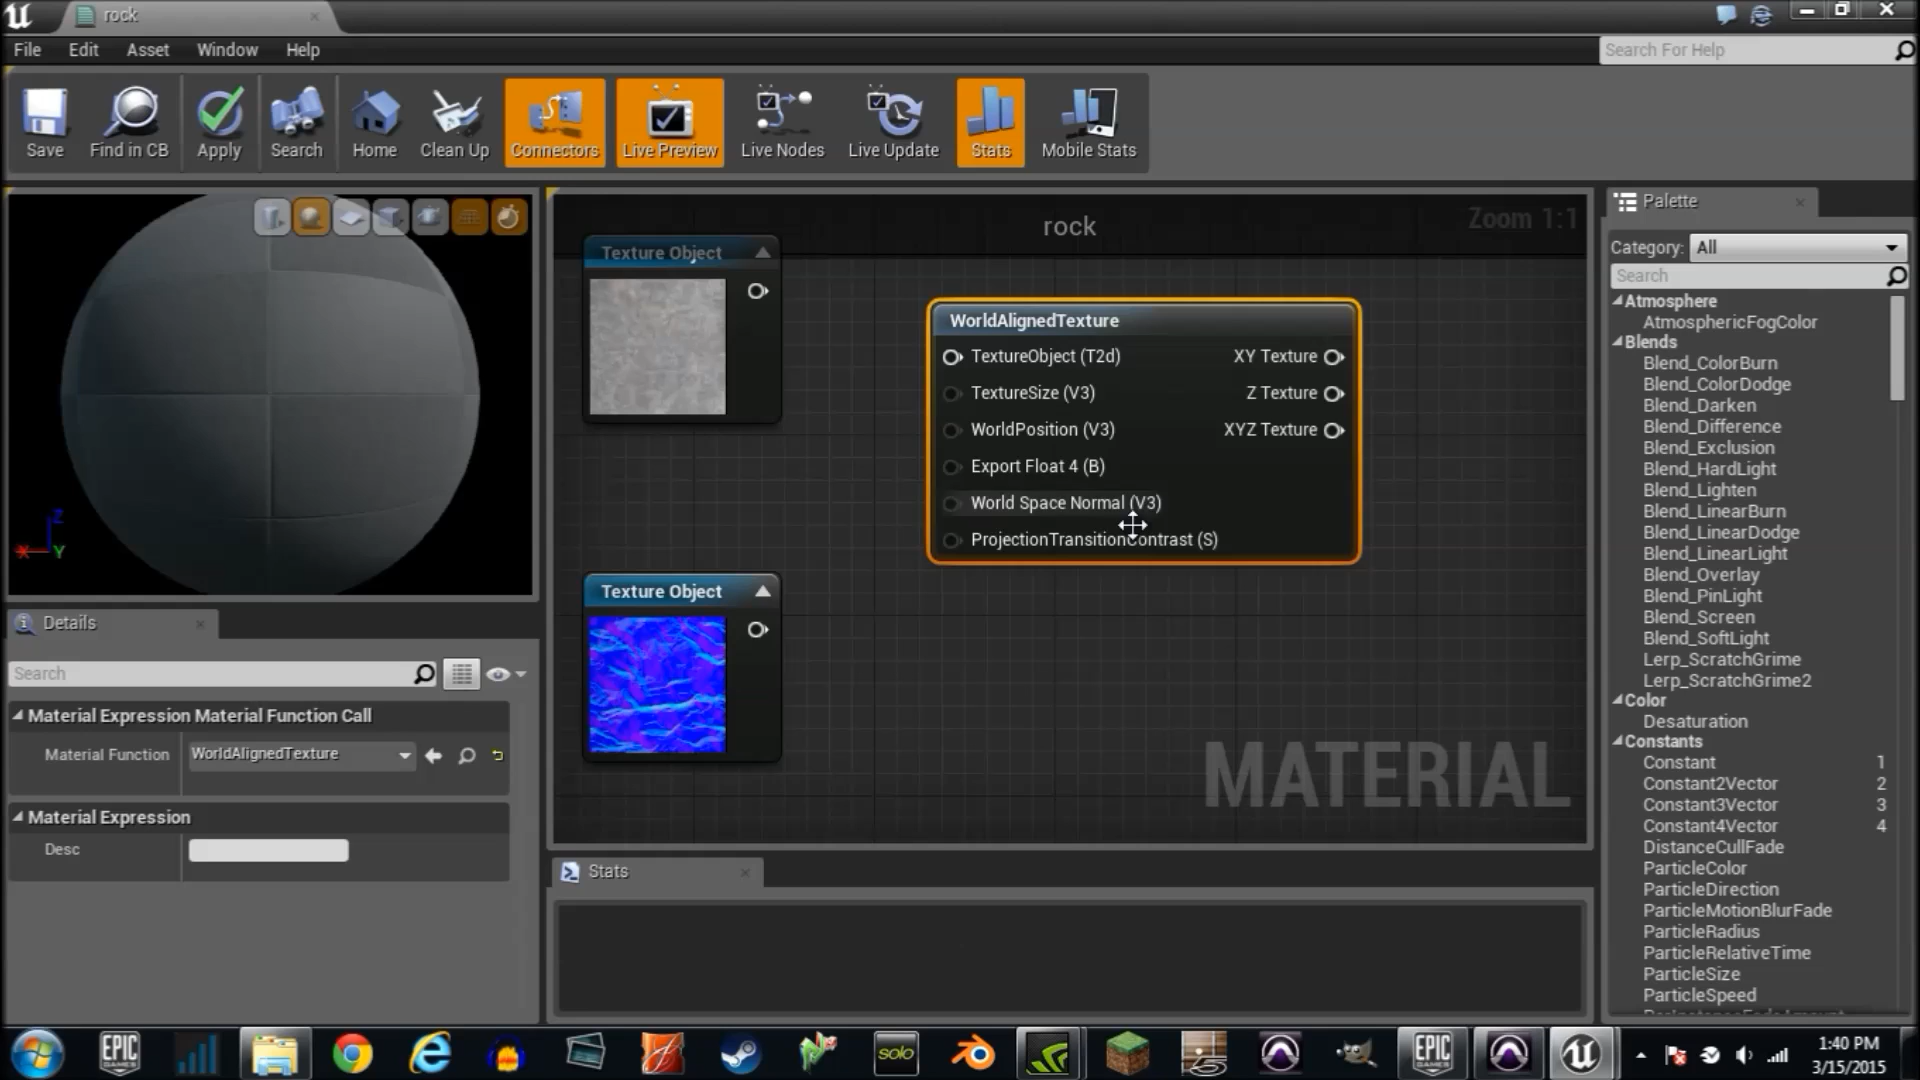 rock
File Edit Asset Window Help
Search For Help
Save Find in CB Apply Search Home Clean Up Connectors Live Preview Live Nodes Live Update Stats Mobile Stats
rock
Zoom 1:1
Texture Object
WorldAlignedTexture
TextureObject (T2d)
XY Texture
TextureSize (V3)
Z Texture
WorldPosition (V3)
XYZ Texture
Export Float 4 (B)
World Space Normal (V3)
ProjectionTransitionContrast (S)
Texture Object
MATERIAL
Z
X
Y
Details
Search
Material Expression Material Function Call
Material Function WorldAlignedTexture
Material Expression
Desc
Stats
Palette
Category: All
Search
Atmosphere
AtmosphericFogColor
Blends
Blend_ColorBurn
Blend_ColorDodge
Blend_Darken
Blend_Difference
Blend_Exclusion
Blend_HardLight
Blend_Lighten
Blend_LinearBurn
Blend_LinearDodge
Blend_LinearLight
Blend_Overlay
Blend_PinLight
Blend_Screen
Blend_SoftLight
Lerp_ScratchGrime
Lerp_ScratchGrime2
Color
Desaturation
Constants
Constant 1
Constant2Vector 2
Constant3Vector 3
Constant4Vector 4
DistanceCullFade
ParticleColor
ParticleDirection
ParticleMotionBlurFade
ParticleRadius
ParticleRelativeTime
ParticleSize
ParticleSpeed
EPIC GAMES
solo
EPIC GAMES
1:40 PM
3/15/2015